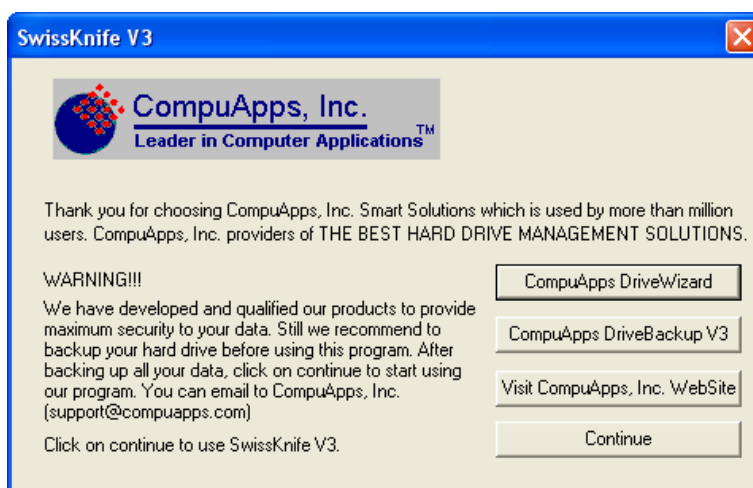 SwissKnife V3
CompuApps, Inc.
Leader in Computer Applications™
Thank you for choosing CompuApps, Inc. Smart Solutions which is used by more than million
users. CompuApps, Inc. providers of THE BEST HARD DRIVE MANAGEMENT SOLUTIONS.
WARNING!!!
We have developed and qualified our products to provide
maximum security to your data. Still we recommend to
backup your hard drive before using this program. After
backing up all your data, click on continue to start using
our program. You can email to CompuApps, Inc.
(support@compuapps.com)
Click on continue to use SwissKnife V3.
CompuApps DriveWizard
CompuApps DriveBackup V3
Visit CompuApps, Inc. WebSite
Continue